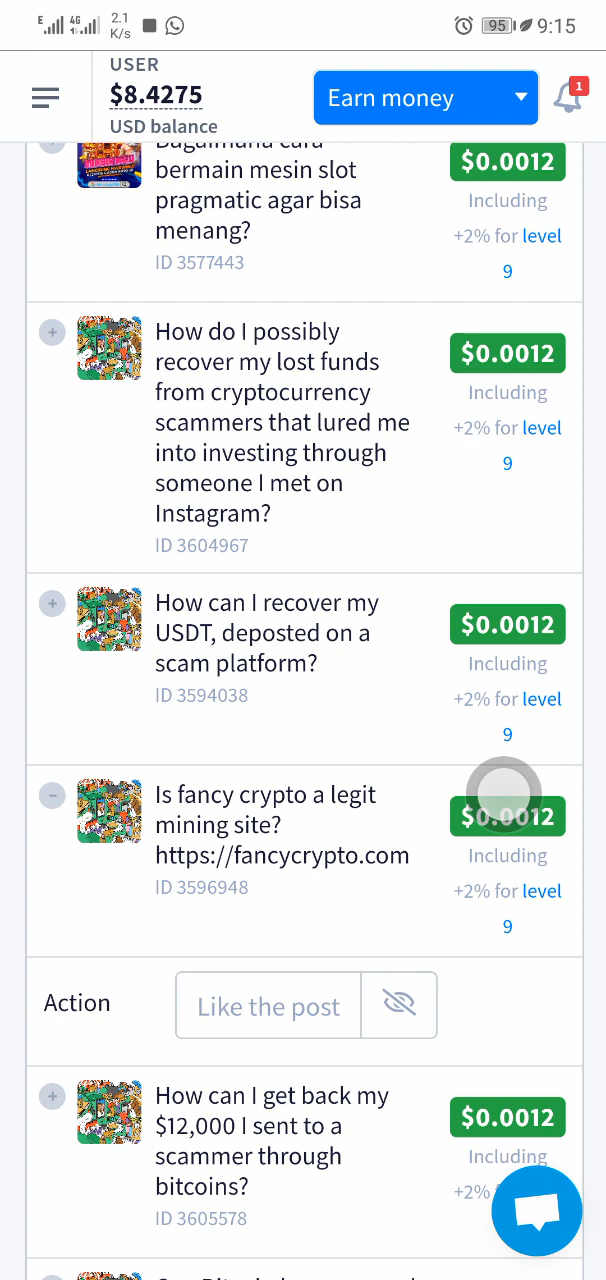 E 4G 2.1 K/s 95 9:15
USER
$8.4275
USD balance
Earn money
1
Bagaimana cara
bermain mesin slot
pragmatic agar bisa
menang?
ID 3577443
$0.0012
Including
+2% for level
9
How do I possibly
recover my lost funds
from cryptocurrency
scammers that lured me
into investing through
someone I met on
Instagram?
ID 3604967
$0.0012
Including
+2% for level
9
How can I recover my
USDT, deposted on a
scam platform?
ID 3594038
$0.0012
Including
+2% for level
9
Is fancy crypto a legit
mining site?
https://fancycrypto.com
ID 3596948
$0.0012
Including
+2% for level
9
Action
Like the post
How can I get back my
$12,000 I sent to a
scammer through
bitcoins?
ID 3605578
$0.0012
Including
+2%